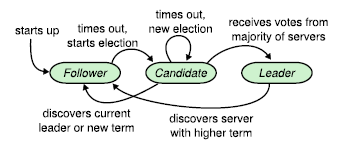 starts up
times out,
starts election
times out,
new election
receives votes from
majority of servers
Follower
Candidate
Leader
discovers current
leader or new term
discovers server
with higher term